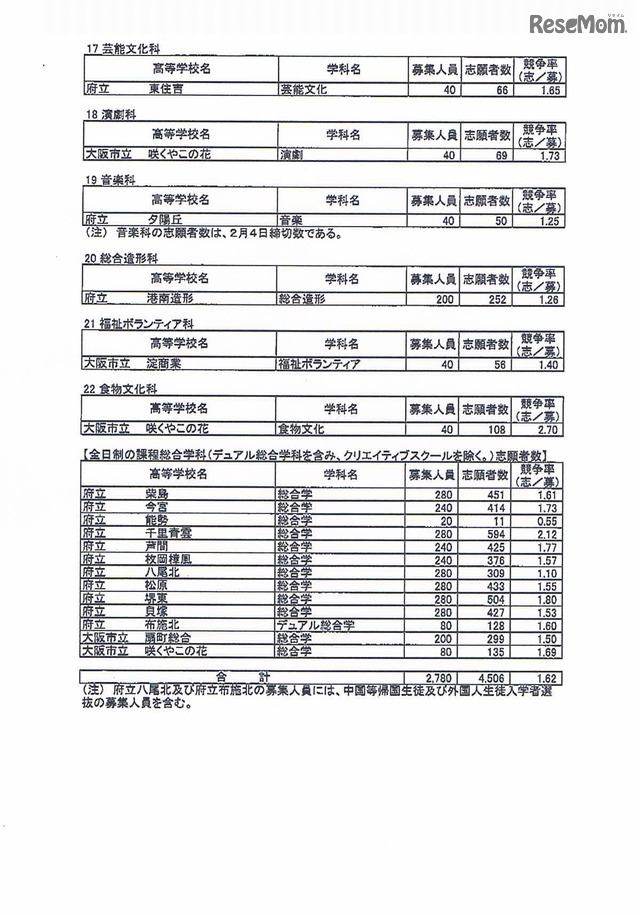 リセマム
ReseMom.
17 芸能文化科
高等学校名 学科名 募集人員 志願者数 競争率(志/募)
府立 東住吉 芸能文化 40 66 1.65
18 演劇科
高等学校名 学科名 募集人員 志願者数 競争率(志/募)
大阪市立 咲くやこの花 演劇 40 69 1.73
19 音楽科
高等学校名 学科名 募集人員 志願者数 競争率(志/募)
府立 夕陽丘 音楽 40 50 1.25
(注) 音楽科の志願者数は、2月4日締切数である。
20 総合造形科
高等学校名 学科名 募集人員 志願者数 競争率(志/募)
府立 港南造形 総合造形 200 252 1.26
21 福祉ボランティア科
高等学校名 学科名 募集人員 志願者数 競争率(志/募)
大阪市立 淀商業 福祉ボランティア 40 56 1.40
22 食物文化科
高等学校名 学科名 募集人員 志願者数 競争率(志/募)
大阪市立 咲くやこの花 食物文化 40 108 2.70
【全日制の課程総合学科(デュアル総合学科を含み、クリエイティブスクールを除く。)志願者数】
高等学校名 学科名 募集人員 志願者数 競争率(志/募)
府立 柴島 総合学 280 451 1.61
府立 今宮 総合学 240 414 1.73
府立 能勢 総合学 20 11 0.55
府立 千里青雲 総合学 280 594 2.12
府立 芦間 総合学 240 425 1.77
府立 枚岡樟風 総合学 240 376 1.57
府立 八尾北 総合学 280 309 1.10
府立 松原 総合学 280 433 1.55
府立 堺東 総合学 280 504 1.80
府立 貝塚 総合学 280 427 1.53
府立 布施北 デュアル総合学 80 128 1.60
大阪市立 扇町総合 総合学 200 299 1.50
大阪市立 咲くやこの花 総合学 80 135 1.69
合計 2,780 4,506 1.62
(注) 府立八尾北及び府立布施北の募集人員には、中国等帰国生徒及び外国人生徒入学者選
抜の募集人員を含む。